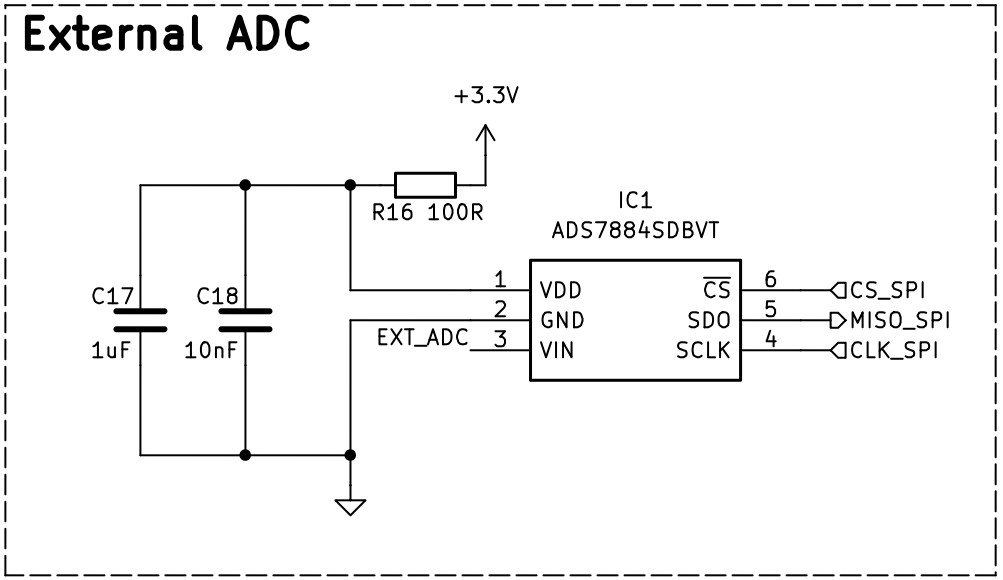 External ADC
+3.3V
R16 100R
IC1
ADS7884SDBVT
C17
1uF
C18
10nF
EXT_ADC
1
2
3
VDD
GND
VIN
CS
SDO
SCLK
6
5
4
CS_SPI
MISO_SPI
CLK_SPI